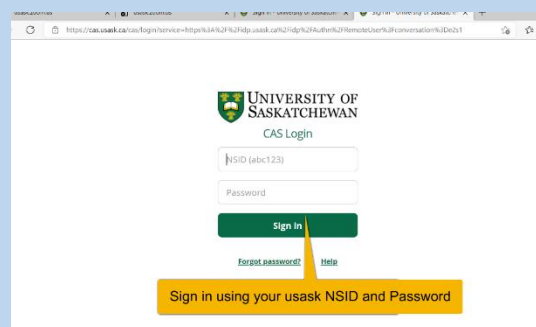 https://cas.usask.ca/cas/login?service=https%3A%2F%2Fidp.usask.ca%2Fidp%2FAuthn%2FRemoteUser%3Fconversation%3De2s1
UNIVERSITY OF
SASKATCHEWAN
CAS Login
NSID (abc123)
Password
Sign In
Forgot password? Help
Sign in using your usask NSID and Password